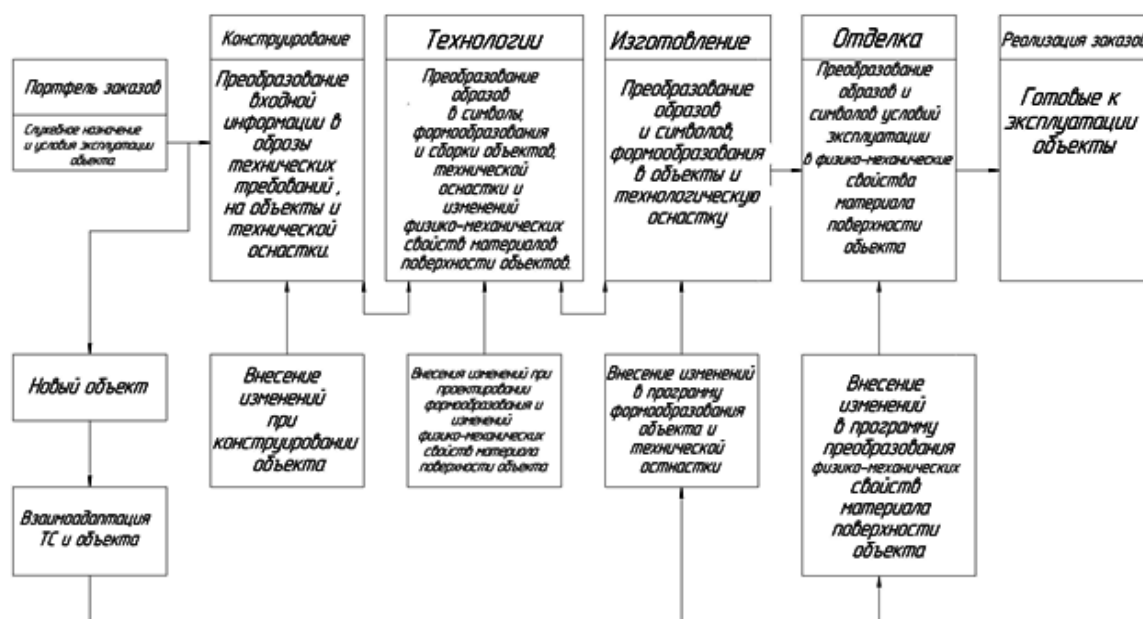 Портфель заказов
Служебное назначение
и условия эксплуатации
объекта
Конструирование
Преобразование
входной
информации в
образы
технических
требований ,
на объекты и
технической
оснастки.
Технологии
Преобразование
образов
в символы,
формообразования
и сборки объектов,
технической
оснастки и
изменений
физико-механических
свойств материалов
поверхности объектов.
Изготовление
Преобразование
образов
и символов,
формообразования
в объекты и
технологическую
оснастку
Отделка
Преобразование
образов и
символов условий
эксплуатации
в физико-механические
свойства
материала
поверхности
объекта
Реализация заказов
Готовые к
эксплуатации
объекты
Новый объект
Внесение
изменений
при
конструировании
объекта
Внесения изменений при
проектировании
формообразования и
изменений
физико-механических
свойств материала
поверхности объекта
Внесение изменений
в программу
формообразования
объекта и
технической
остнастки
Внесение
изменений
в программу
преобразования
физико-механических
свойств
материала
поверхности
объекта
Взаимоадаптация
ТС и объекта